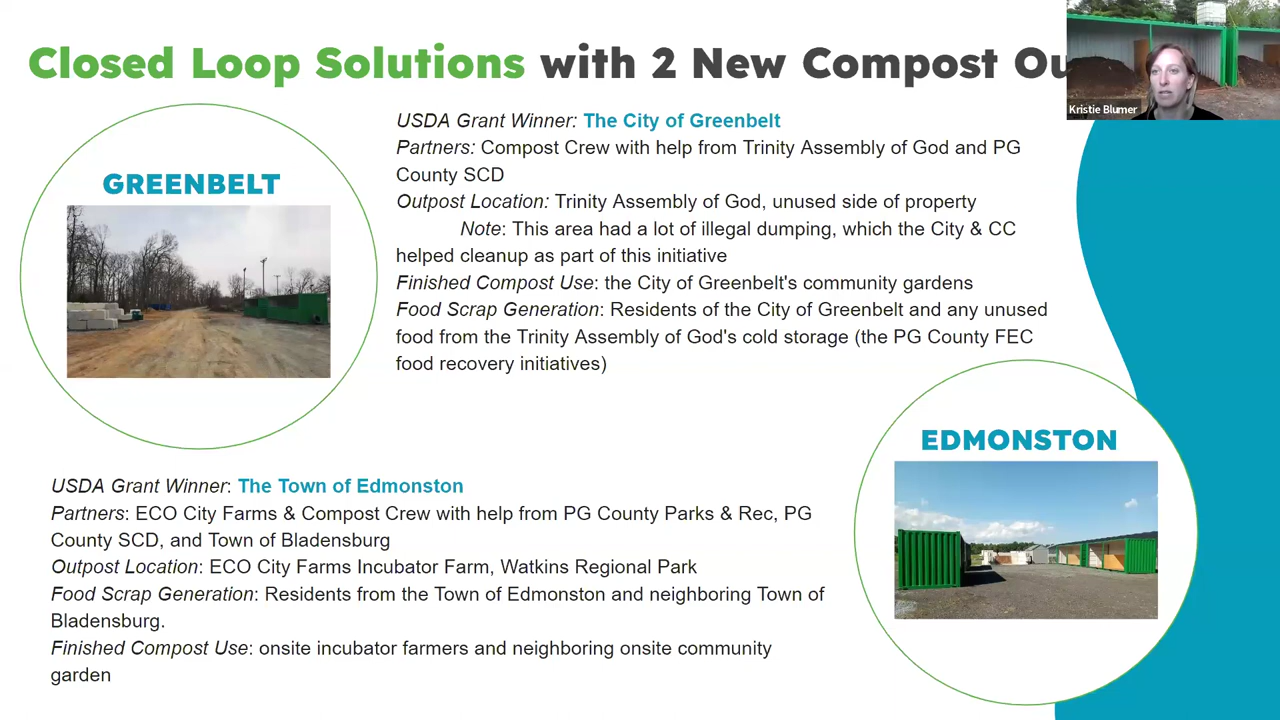 Closed Loop Solutions with 2 New Compost
Kristie Blumer
GREENBELT
USDA Grant Winner: The City of Greenbelt
Partners: Compost Crew with help from Trinity Assembly of God and PG
County SCD
Outpost Location: Trinity Assembly of God, unused side of property
Note: This area had a lot of illegal dumping, which the City & CC
helped cleanup as part of this initiative
Finished Compost Use: the City of Greenbelt's community gardens
Food Scrap Generation: Residents of the City of Greenbelt and any unused
food from the Trinity Assembly of God's cold storage (the PG County FEC
food recovery initiatives)
EDMONSTON
USDA Grant Winner: The Town of Edmonston
Partners: ECO City Farms & Compost Crew with help from PG County Parks & Rec, PG
County SCD, and Town of Bladensburg
Outpost Location: ECO City Farms Incubator Farm, Watkins Regional Park
Food Scrap Generation: Residents from the Town of Edmonston and neighboring Town of
Bladensburg.
Finished Compost Use: onsite incubator farmers and neighboring onsite community
garden